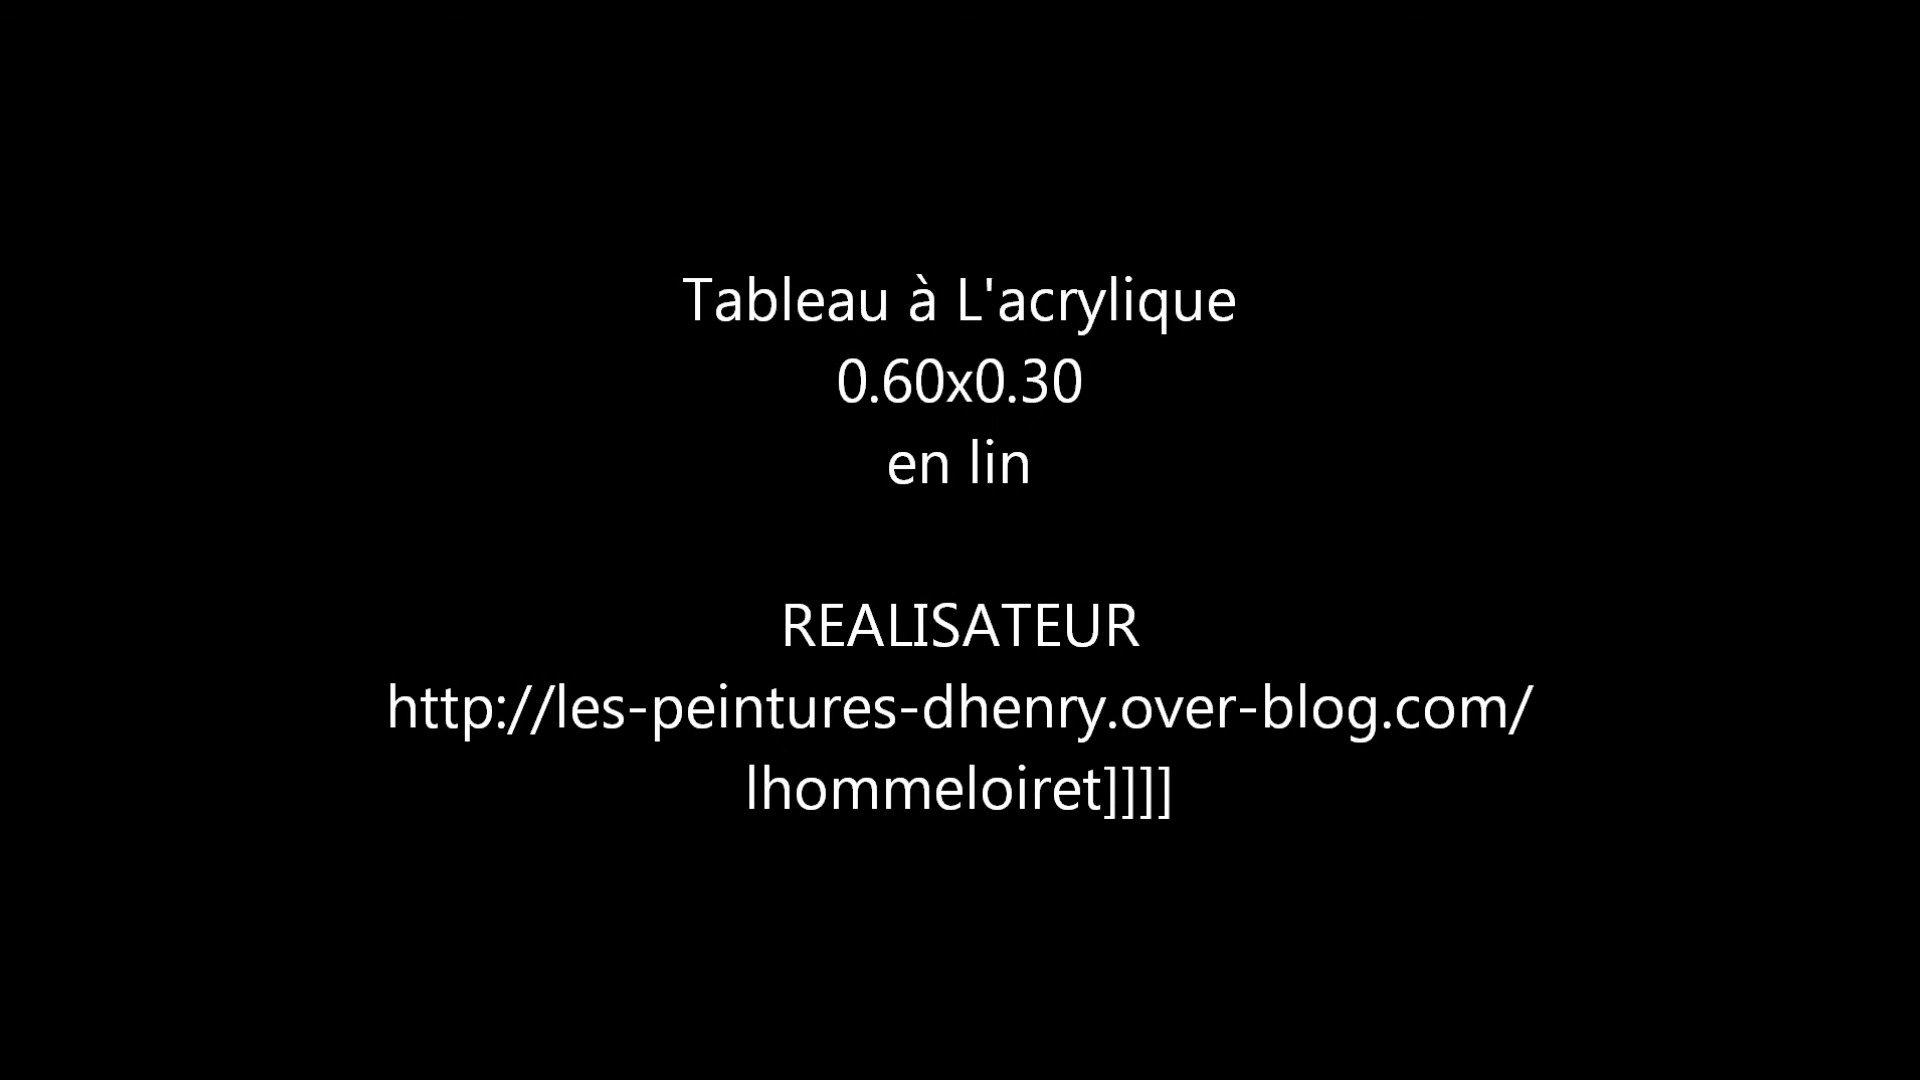 Tableau à L'acrylique
0.60x0.30
en lin
REALISATEUR
http://les-peintures-dhenry.over-blog.com/
lhommeloiret]]]]